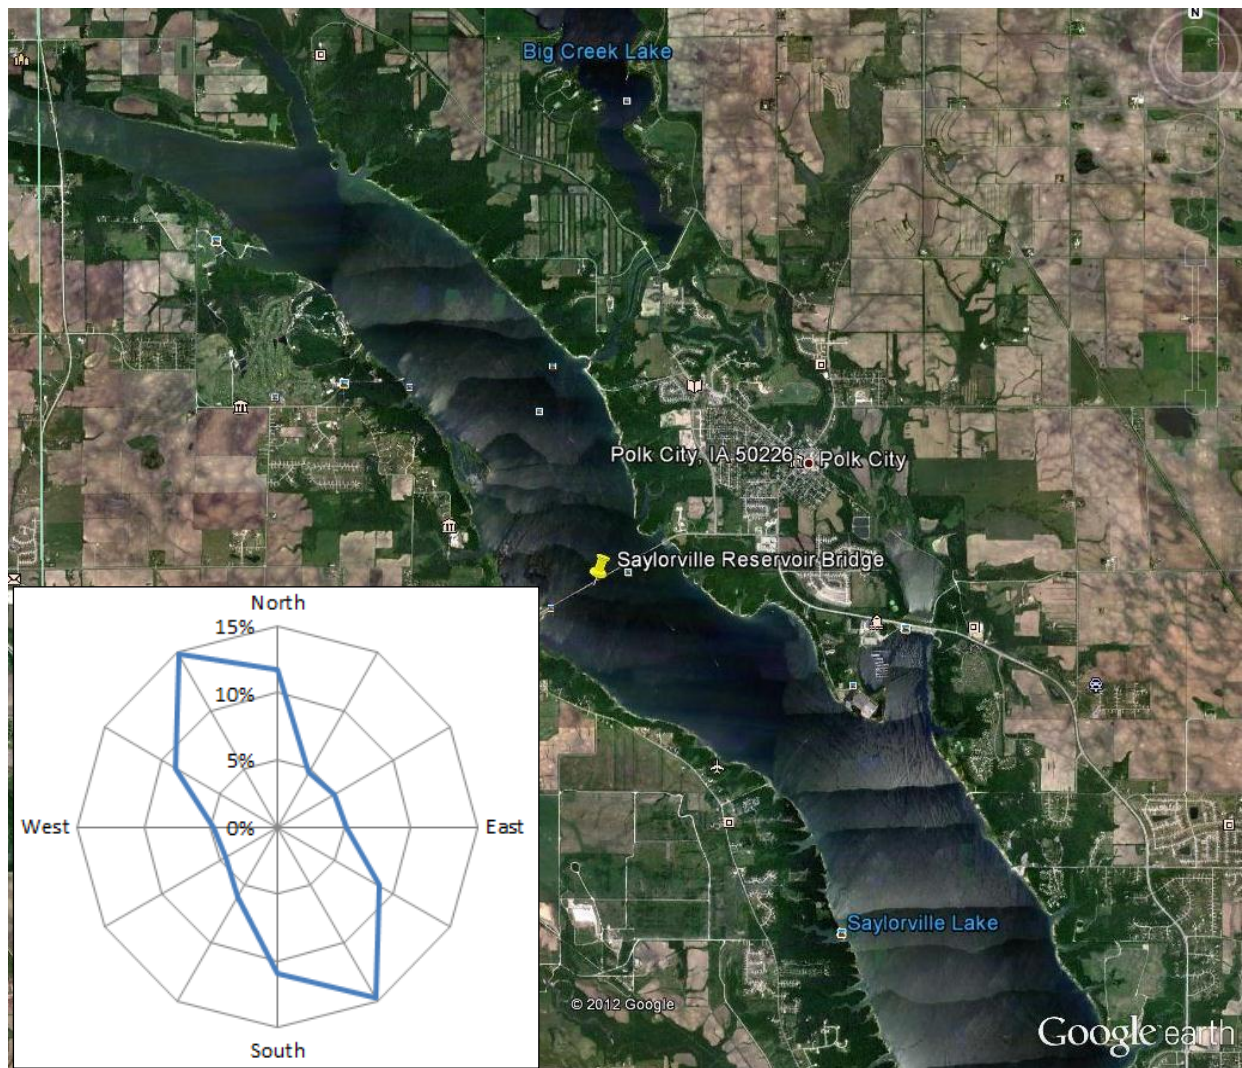 N
Big Creek Lake
Polk City, IA 50226
Polk City
Saylorville Reservoir Bridge
North
15%
10%
5%
West
0%
East
South
Saylorville Lake
© 2012 Google
Google earth